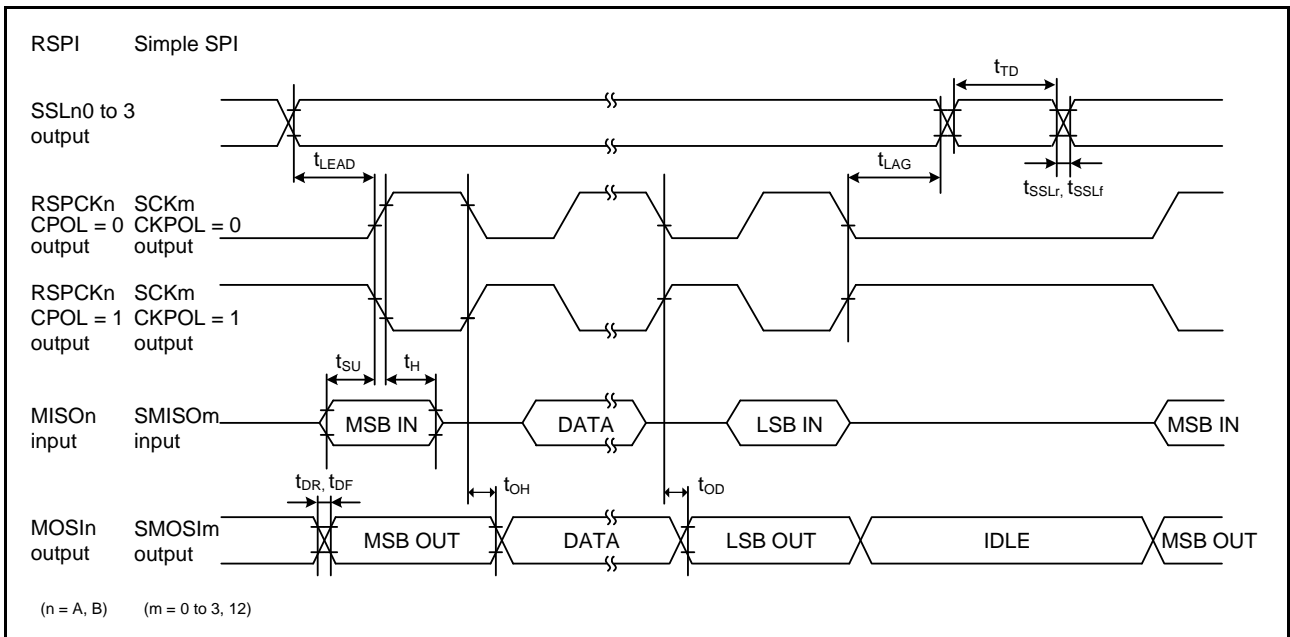 RSPI Simple SPI
tTD
SSLn0 to 3
output
tLEAD
tLAG
tSSLr, tSSLf
RSPCKn SCKm
CPOL = 0 CKPOL = 0
output output
RSPCKn SCKm
CPOL = 1 CKPOL = 1
output output
tSU tH
MISOn SMISOm
input input
MSB IN DATA LSB IN MSB IN
tDR, tDF
tOH
tOD
MOSIn SMOSIm
output output
MSB OUT DATA LSB OUT IDLE MSB OUT
(n = A, B) (m = 0 to 3, 12)